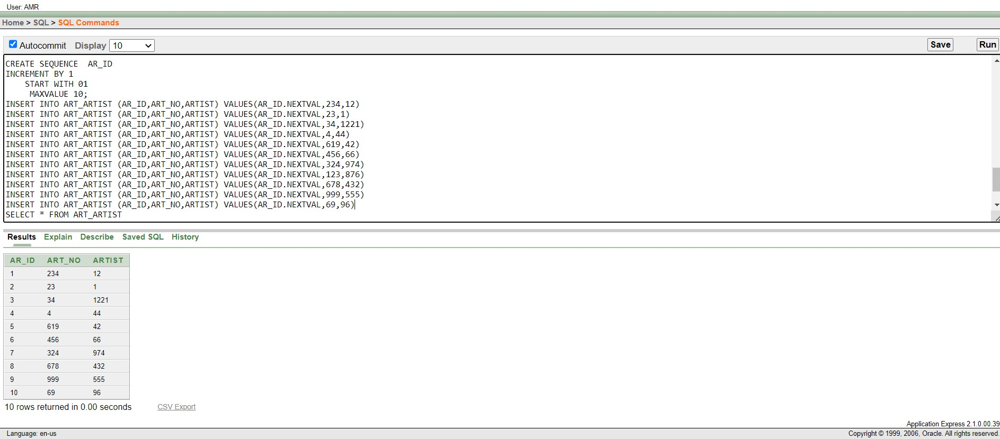 User: AMR
Home > SQL > SQL Commands
Autocommit Display 10 Save Run
CREATE SEQUENCE  AR_ID
INCREMENT BY 1
    START WITH 01
     MAXVALUE 10;
INSERT INTO ART_ARTIST (AR_ID,ART_NO,ARTIST) VALUES(AR_ID.NEXTVAL,234,12)
INSERT INTO ART_ARTIST (AR_ID,ART_NO,ARTIST) VALUES(AR_ID.NEXTVAL,23,1)
INSERT INTO ART_ARTIST (AR_ID,ART_NO,ARTIST) VALUES(AR_ID.NEXTVAL,34,1221)
INSERT INTO ART_ARTIST (AR_ID,ART_NO,ARTIST) VALUES(AR_ID.NEXTVAL,4,44)
INSERT INTO ART_ARTIST (AR_ID,ART_NO,ARTIST) VALUES(AR_ID.NEXTVAL,619,42)
INSERT INTO ART_ARTIST (AR_ID,ART_NO,ARTIST) VALUES(AR_ID.NEXTVAL,456,66)
INSERT INTO ART_ARTIST (AR_ID,ART_NO,ARTIST) VALUES(AR_ID.NEXTVAL,324,974)
INSERT INTO ART_ARTIST (AR_ID,ART_NO,ARTIST) VALUES(AR_ID.NEXTVAL,123,876)
INSERT INTO ART_ARTIST (AR_ID,ART_NO,ARTIST) VALUES(AR_ID.NEXTVAL,678,432)
INSERT INTO ART_ARTIST (AR_ID,ART_NO,ARTIST) VALUES(AR_ID.NEXTVAL,999,555)
INSERT INTO ART_ARTIST (AR_ID,ART_NO,ARTIST) VALUES(AR_ID.NEXTVAL,69,96)
SELECT * FROM ART_ARTIST
Results Explain Describe Saved SQL History
AR_ID ART_NO ARTIST
1 234 12
2 23 1
3 34 1221
4 4 44
5 619 42
6 456 66
7 324 974
8 678 432
9 999 555
10 69 96
10 rows returned in 0.00 seconds CSV Export
Application Express 2.1.0.00.39
Language: en-us Copyright © 1999, 2006, Oracle. All rights reserved.